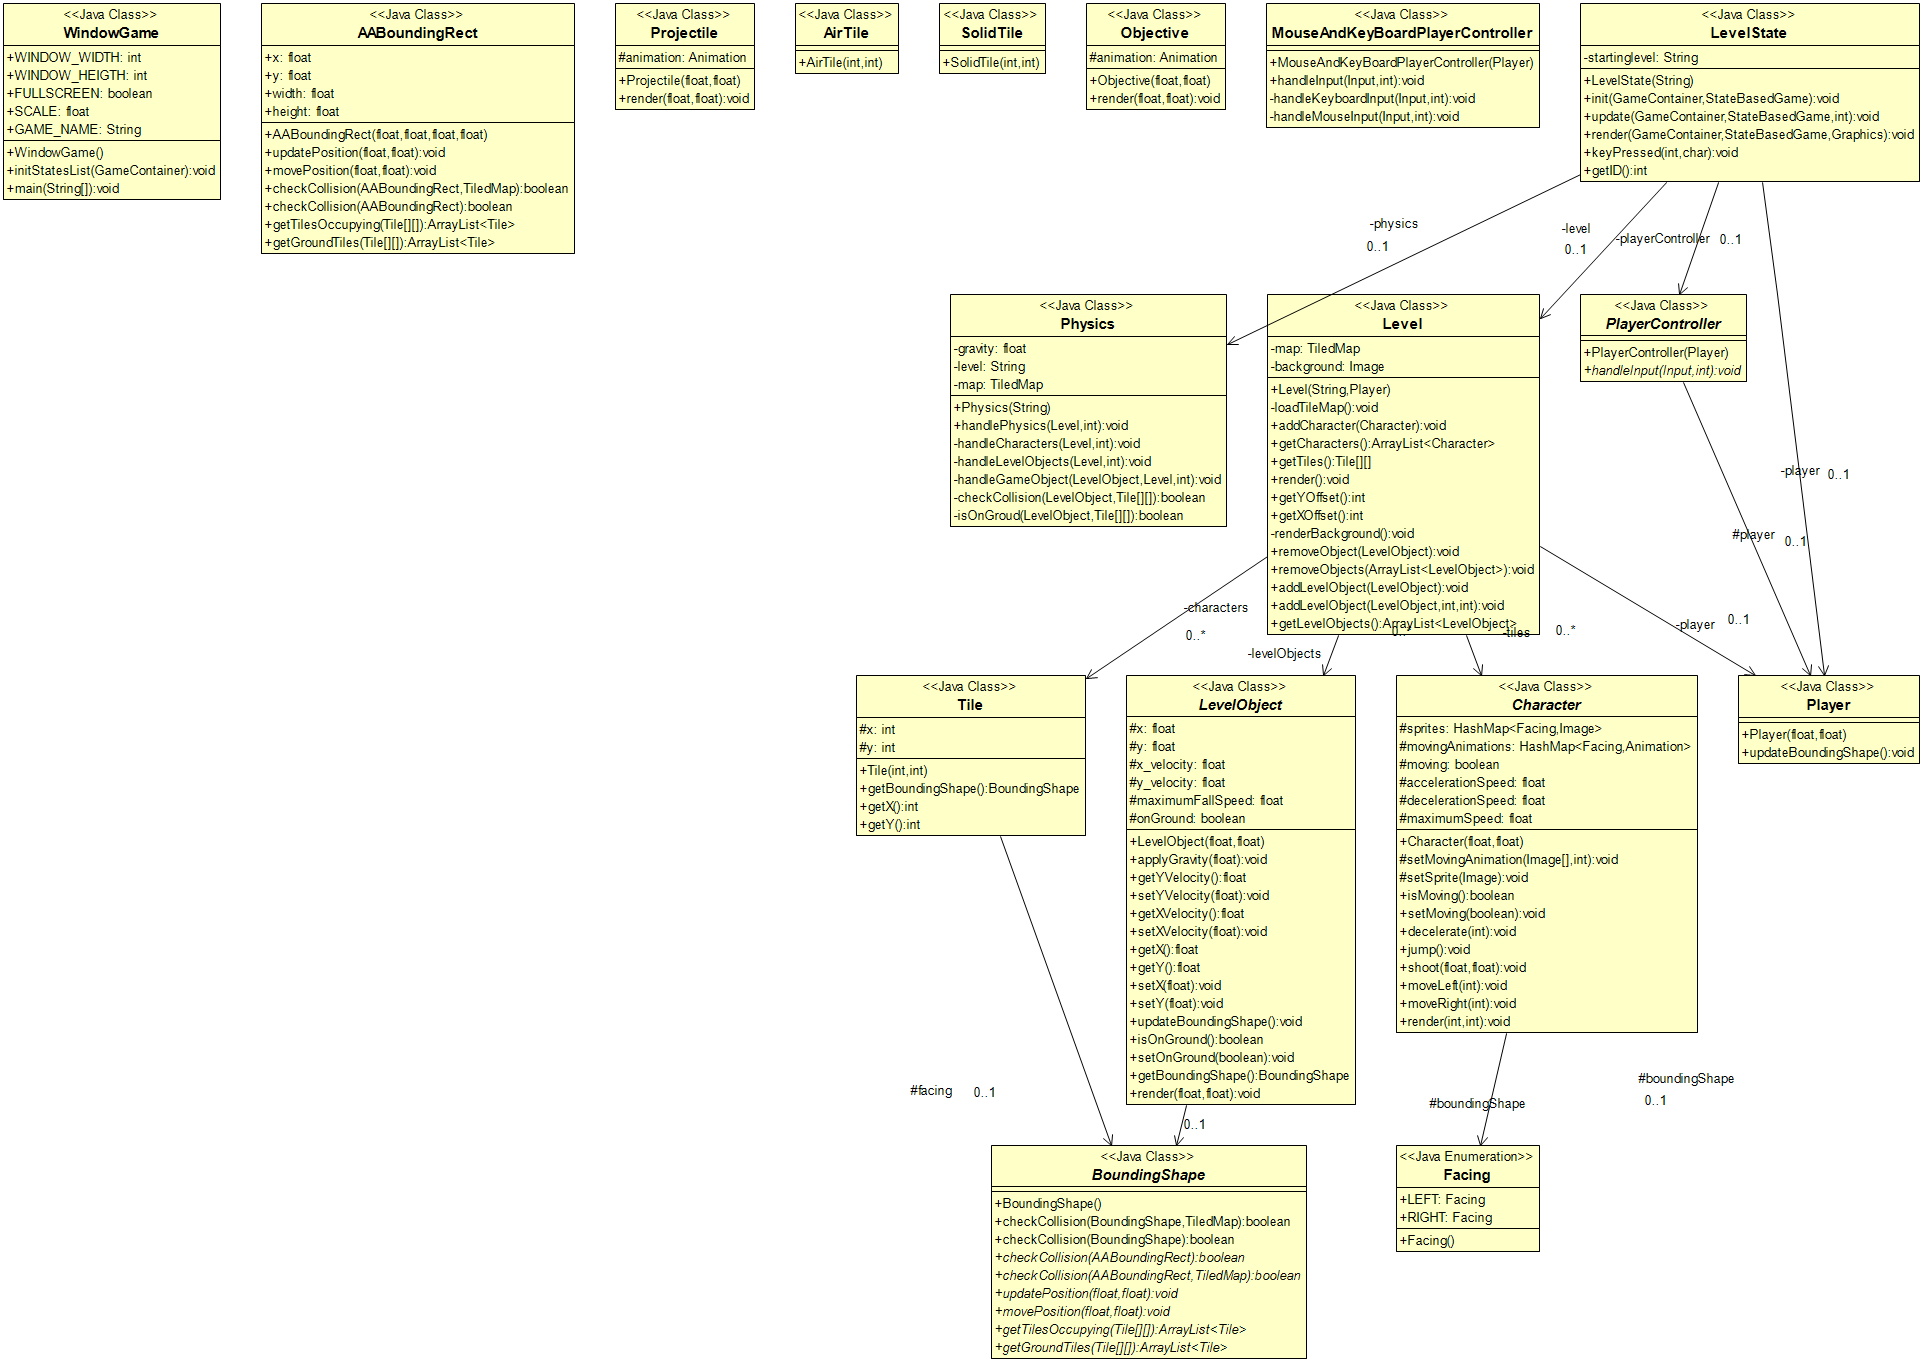 <<Java Class>>
WindowGame
+WINDOW_WIDTH: int
+WINDOW_HEIGTH: int
+FULLSCREEN: boolean
+SCALE: float
+GAME_NAME: String
+WindowGame()
+initStatesList(GameContainer):void
+main(String[]):void
<<Java Class>>
AABoundingRect
+x: float
+y: float
+width: float
+height: float
+AABoundingRect(float,float,float,float)
+updatePosition(float,float):void
+movePosition(float,float):void
+checkCollision(AABoundingRect,TiledMap):boolean
+checkCollision(AABoundingRect):boolean
+getTilesOccupying(Tile[][]):ArrayList<Tile>
+getGroundTiles(Tile[][]):ArrayList<Tile>
<<Java Class>>
Projectile
#animation: Animation
+Projectile(float,float)
+render(float,float):void
<<Java Class>>
AirTile
+AirTile(int,int)
<<Java Class>>
SolidTile
+SolidTile(int,int)
<<Java Class>>
Objective
#animation: Animation
+Objective(float,float)
+render(float,float):void
<<Java Class>>
MouseAndKeyBoardPlayerController
+MouseAndKeyBoardPlayerController(Player)
+handleInput(Input,int):void
-handleKeyboardInput(Input,int):void
-handleMouseInput(Input,int):void
<<Java Class>>
LevelState
-startinglevel: String
+LevelState(String)
+init(GameContainer,StateBasedGame):void
+update(GameContainer,StateBasedGame,int):void
+render(GameContainer,StateBasedGame,Graphics):void
+keyPressed(int,char):void
+getID():int
-physics
0..1
-level
0..1
-playerController
0..1
<<Java Class>>
Physics
-gravity: float
-level: String
-map: TiledMap
+Physics(String)
+handlePhysics(Level,int):void
-handleCharacters(Level,int):void
-handleLevelObjects(Level,int):void
-handleGameObject(LevelObject,Level,int):void
-checkCollision(LevelObject,Tile[][]):boolean
-isOnGroud(LevelObject,Tile[][]):boolean
<<Java Class>>
Level
-map: TiledMap
-background: Image
+Level(String,Player)
-loadTileMap():void
+addCharacter(Character):void
+getCharacters():ArrayList<Character>
+getTiles():Tile[][]
+render():void
+getYOffset():int
+getXOffset():int
-renderBackground():void
+removeObject(LevelObject):void
+removeObjects(ArrayList<LevelObject>):void
+addLevelObject(LevelObject):void
+addLevelObject(LevelObject,int,int):void
+getLevelObjects():ArrayList<LevelObject>
<<Java Class>>
PlayerController
+PlayerController(Player)
+handleInput(Input,int):void
-player
0..1
#player
0..1
-characters
0..*
-levelObjects
0..*
-tiles
0..*
-player
0..1
<<Java Class>>
Tile
#x: int
#y: int
+Tile(int,int)
+getBoundingShape():BoundingShape
+getX():int
+getY():int
<<Java Class>>
LevelObject
#x: float
#y: float
#x_velocity: float
#y_velocity: float
#maximumFallSpeed: float
#onGround: boolean
+LevelObject(float,float)
+applyGravity(float):void
+getYVelocity():float
+setYVelocity(float):void
+getXVelocity():float
+setXVelocity(float):void
+getX():float
+getY():float
+setX(float):void
+setY(float):void
+updateBoundingShape():void
+isOnGround():boolean
+setOnGround(boolean):void
+getBoundingShape():BoundingShape
+render(float,float):void
<<Java Class>>
Character
#sprites: HashMap<Facing,Image>
#movingAnimations: HashMap<Facing,Animation>
#moving: boolean
#accelerationSpeed: float
#decelerationSpeed: float
#maximumSpeed: float
+Character(float,float)
#setMovingAnimation(Image[],int):void
#setSprite(Image):void
+isMoving():boolean
+setMoving(boolean):void
+decelerate(int):void
+jump():void
+shoot(float,float):void
+moveLeft(int):void
+moveRight(int):void
+render(int,int):void
<<Java Class>>
Player
+Player(float,float)
+updateBoundingShape():void
#facing
0..1
0..1
#boundingShape
#boundingShape
0..1
<<Java Class>>
BoundingShape
+BoundingShape()
+checkCollision(BoundingShape,TiledMap):boolean
+checkCollision(BoundingShape):boolean
+checkCollision(AABoundingRect):boolean
+checkCollision(AABoundingRect,TiledMap):boolean
+updatePosition(float,float):void
+movePosition(float,float):void
+getTilesOccupying(Tile[][]):ArrayList<Tile>
+getGroundTiles(Tile[][]):ArrayList<Tile>
<<Java Enumeration>>
Facing
+LEFT: Facing
+RIGHT: Facing
+Facing()